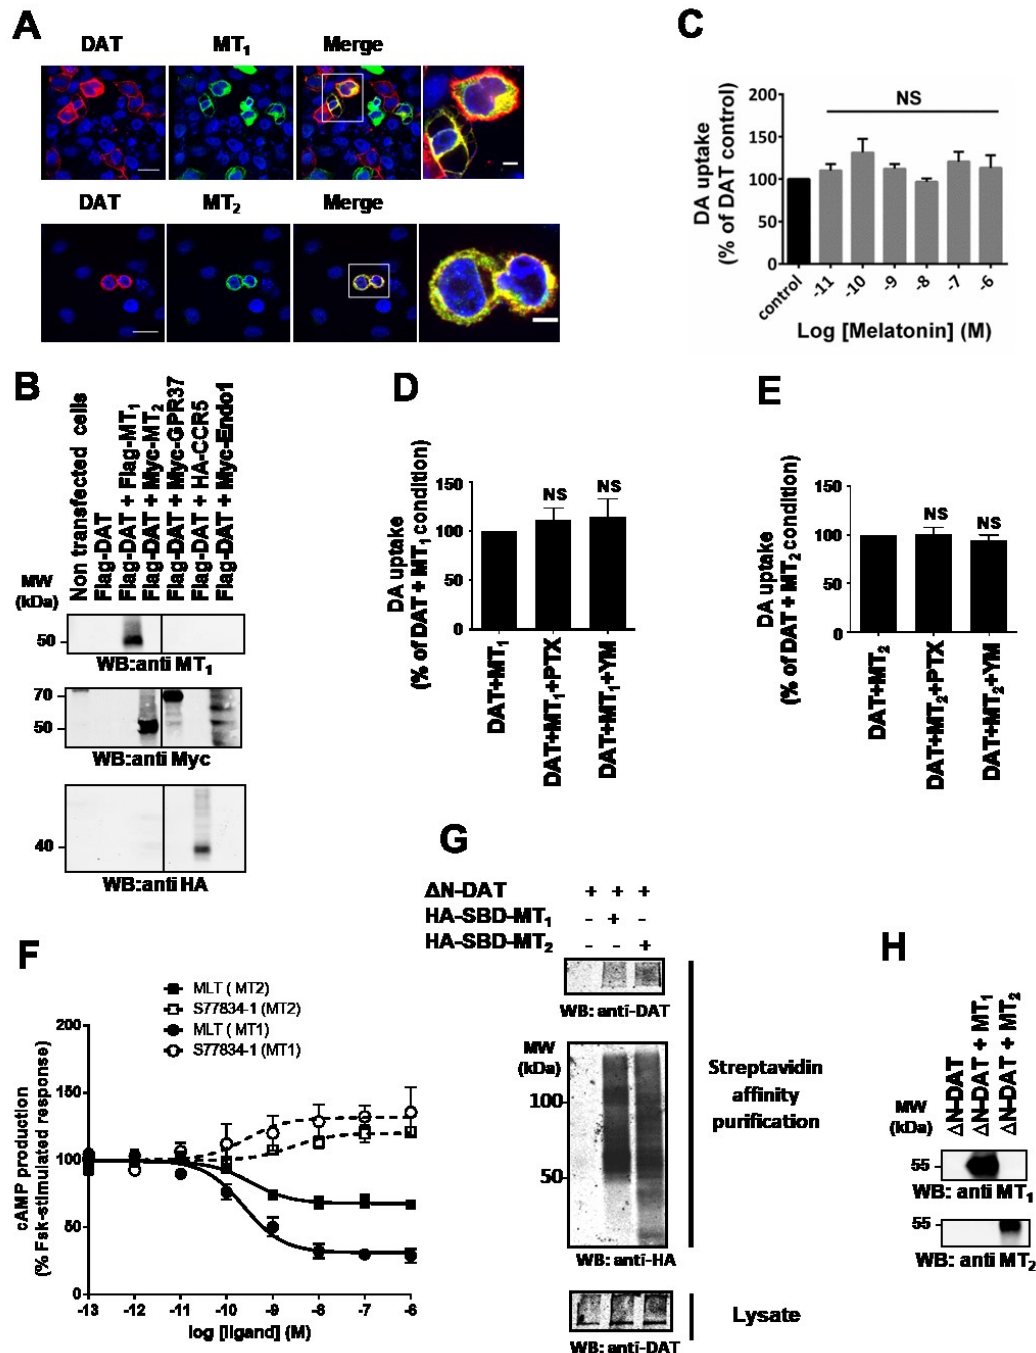 A
DAT MT1 Merge
DAT MT2 Merge
B
Non transfected cells
Flag-DAT
Flag-DAT + Flag-MT1
Flag-DAT + Myc-MT2
Flag-DAT + Myc-GPR37
Flag-DAT + HA-CCR5
Flag-DAT + Myc-Endo1
MW
(kDa)
50
WB:anti MT1
70
50
WB:anti Myc
40
WB:anti HA
C
DA uptake
(% of DAT control)
200
150
100
50
0
NS
control -11 -10 -9 -8 -7 -6
Log [Melatonin] (M)
D
DA uptake
(% of DAT + MT1 condition)
150
100
50
0
NS NS
DAT+MT1
DAT+MT1+PTX
DAT+MT1+YM
E
DA uptake
(% of DAT + MT2 condition)
150
100
50
0
NS NS
DAT+MT2
DAT+MT2+PTX
DAT+MT2+YM
F
MLT ( MT2)
S77834-1 (MT2)
MLT ( MT1)
S77834-1 (MT1)
cAMP production
(% Fsk-stimulated response)
200
150
100
50
0
-13 -12 -11 -10 -9 -8 -7 -6
log [ligand] (M)
G
ΔN-DAT + + +
HA-SBD-MT1 - + -
HA-SBD-MT2 - - +
WB: anti-DAT
MW
(kDa)
100
50
WB: anti-HA
Streptavidin
affinity
purification
WB: anti-DAT
Lysate
H
ΔN-DAT
ΔN-DAT + MT1
ΔN-DAT + MT2
MW
(kDa)
55
WB: anti MT1
55
WB: anti MT2